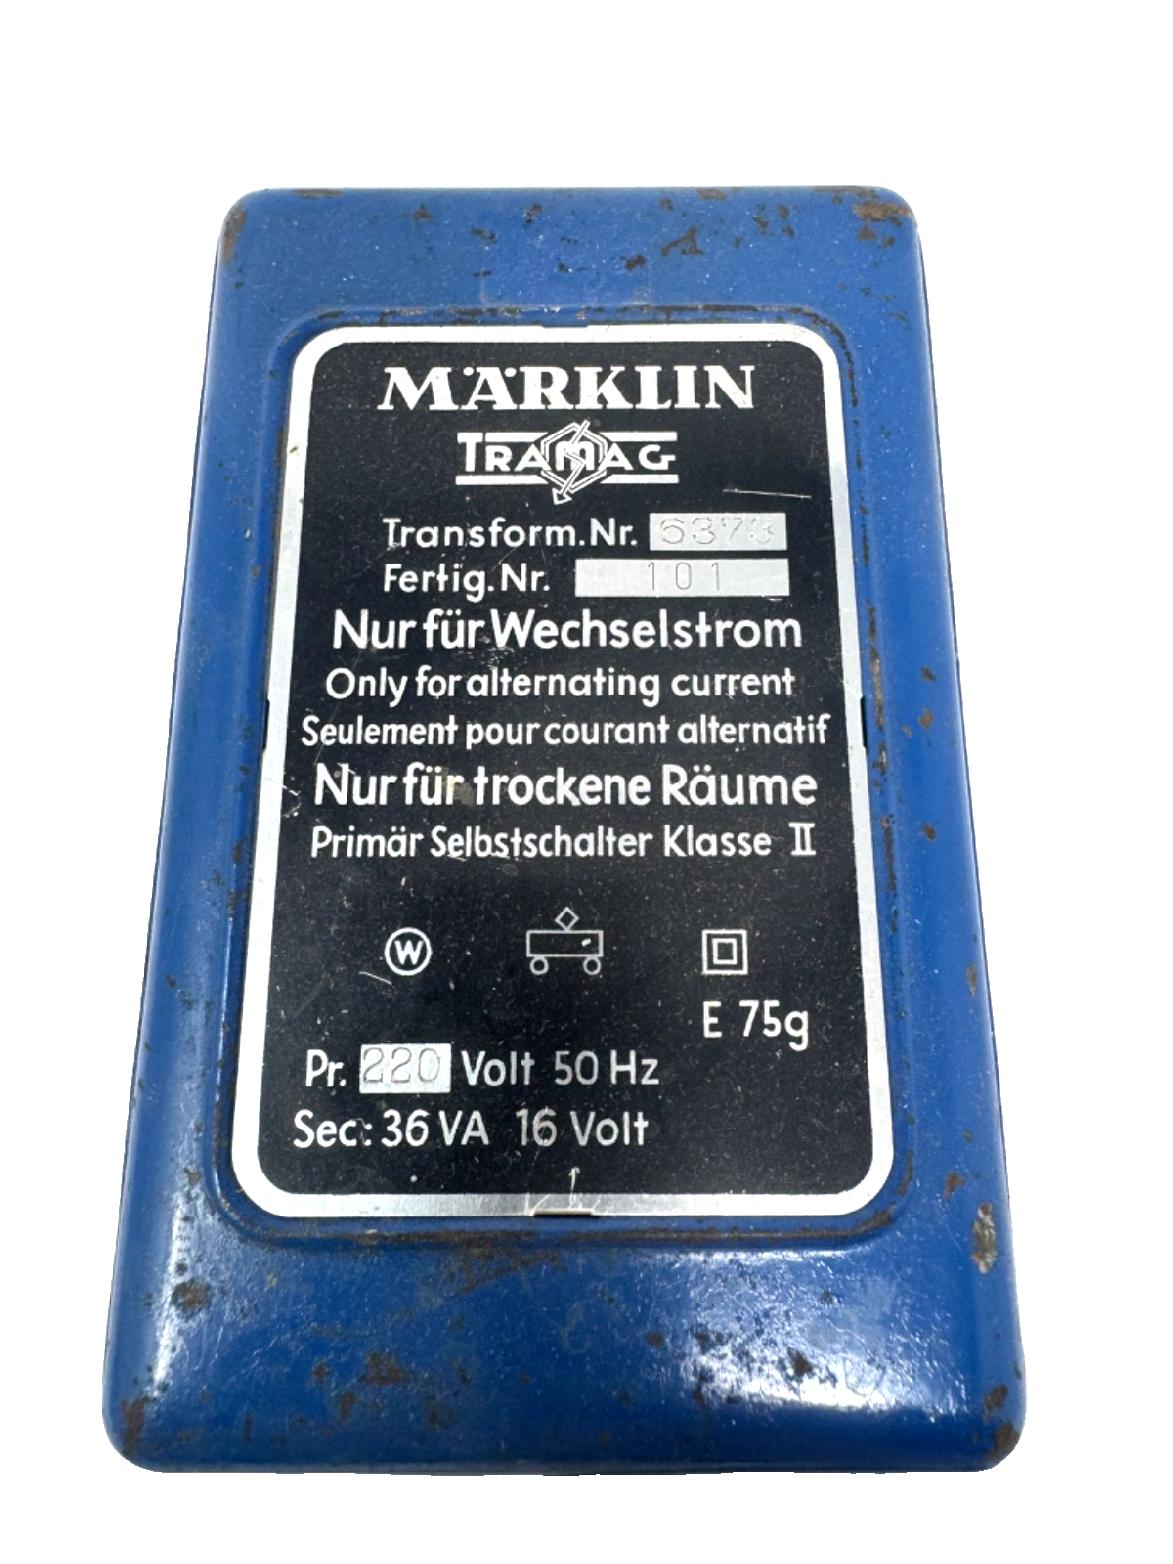 MÄRKLIN
TRAMAG
Transform.Nr. 6373
Fertig.Nr. 101
Nur für Wechselstrom
Only for alternating current
Seulement pour courant alternatif
Nur für trockene Räume
Primär Selbstschalter Klasse II
W
E 75g
Pr. 220 Volt 50 Hz
Sec: 36 VA 16 Volt
f